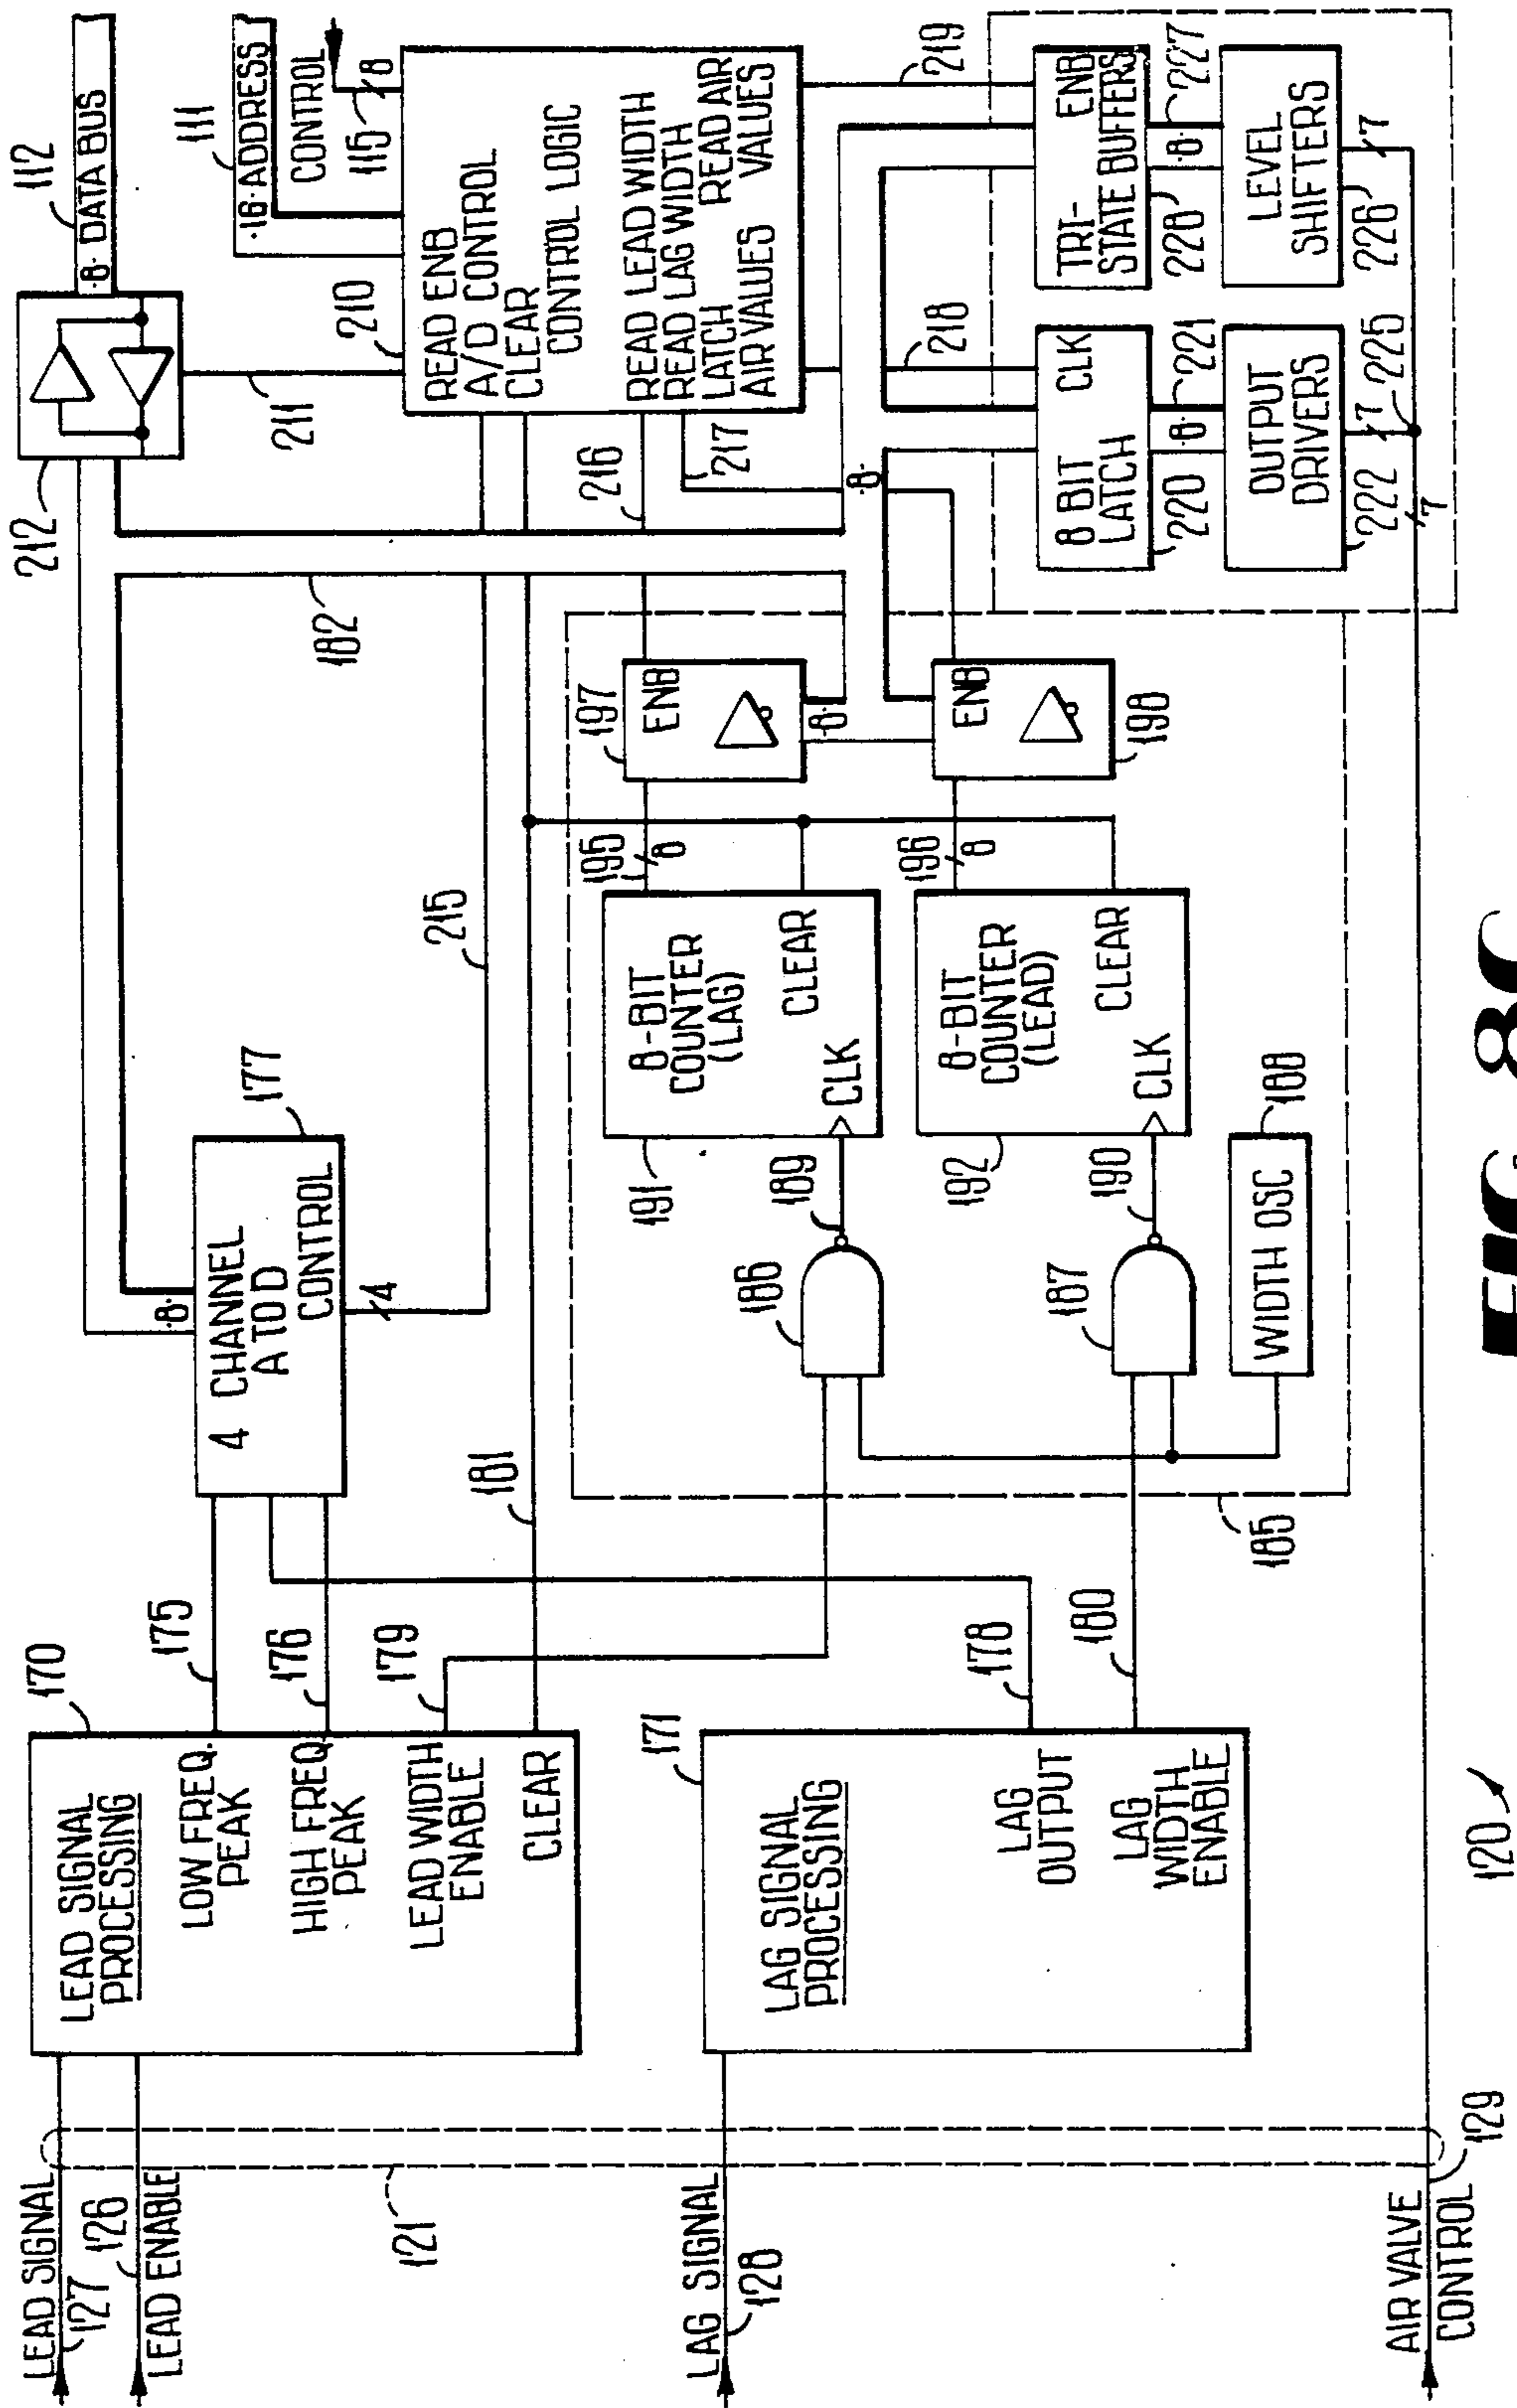 LEAD SIGNAL
127
126
LEAD ENABLE
121
LAG SIGNAL
128
AIR VALVE
CONTROL
129
170
LEAD SIGNAL
PROCESSING
LOW FREQ.
PEAK
HIGH FREQ.
PEAK
LEAD WIDTH
ENABLE
CLEAR
171
LAG SIGNAL
PROCESSING
LAG
OUTPUT
LAG
WIDTH
ENABLE
120
175
176
179
181
178
180
185
177
4 CHANNEL
A TO D
CONTROL
8
4
215
186
187
188
WIDTH OSC
189
190
191
8-BIT
COUNTER
(LAG)
CLEAR
CLK
192
8-BIT
COUNTER
(LEAD)
CLEAR
CLK
195
8
196
8
197
ENB
8
198
ENB
182
212
211
112
8 DATA BUS
111
16 ADDRESS
CONTROL
115
8
210
READ ENB
A/D CONTROL
CLEAR
CONTROL LOGIC
READ LEAD WIDTH
READ LAG WIDTH
LATCH
AIR VALUES
READ AIR
VALUES
216
217
8
218
219
8 BIT
LATCH
CLK
220
8
221
OUTPUT
DRIVERS
222
7
225
7
TRI-
STATE BUFFERS
ENB
228
8
227
LEVEL
SHIFTERS
226
7
FIG 8C